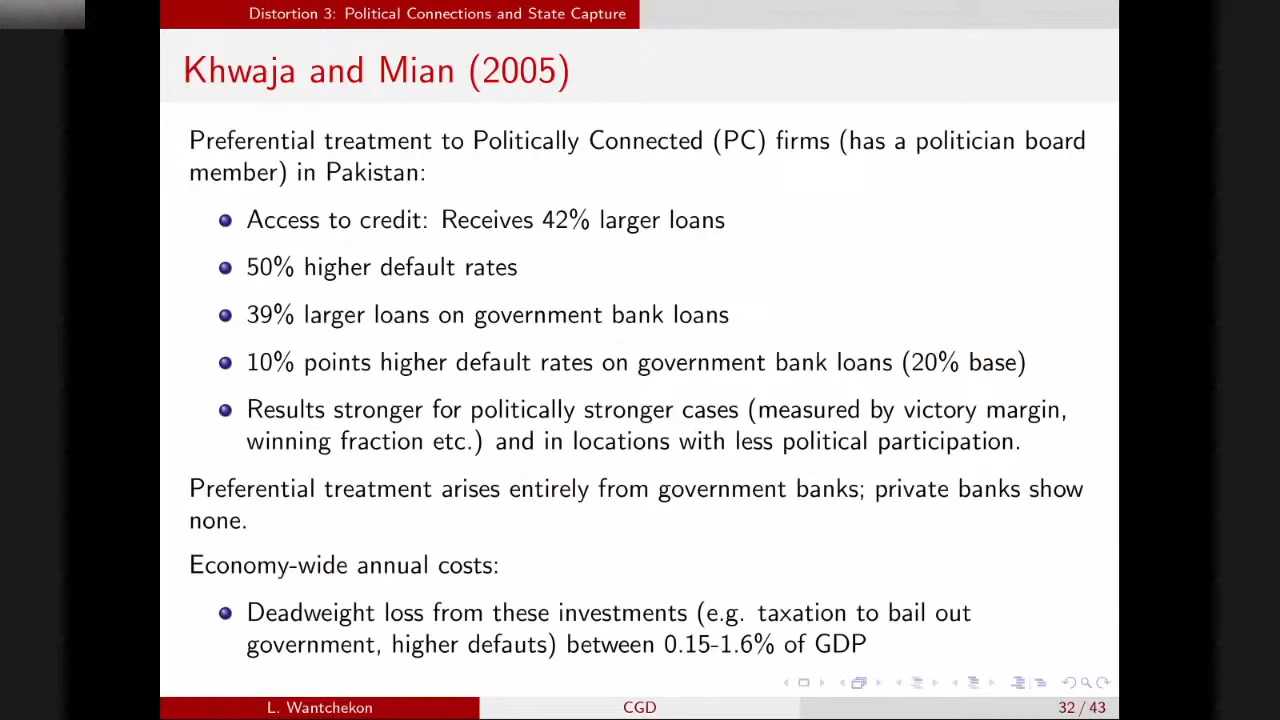 Distortion 3: Political Connections and State Capture
Khwaja and Mian (2005)
Preferential treatment to Politically Connected (PC) firms (has a politician board
member) in Pakistan:
Access to credit: Receives 42% larger loans
50% higher default rates
39% larger loans on government bank loans
10% points higher default rates on government bank loans (20% base)
Results stronger for politically stronger cases (measured by victory margin,
winning fraction etc.) and in locations with less political participation.
Preferential treatment arises entirely from government banks; private banks show
none.
Economy-wide annual costs:
Deadweight loss from these investments (e.g. taxation to bail out
government, higher defauts) between 0.15-1.6% of GDP
L. Wantchekon CGD 32 / 43